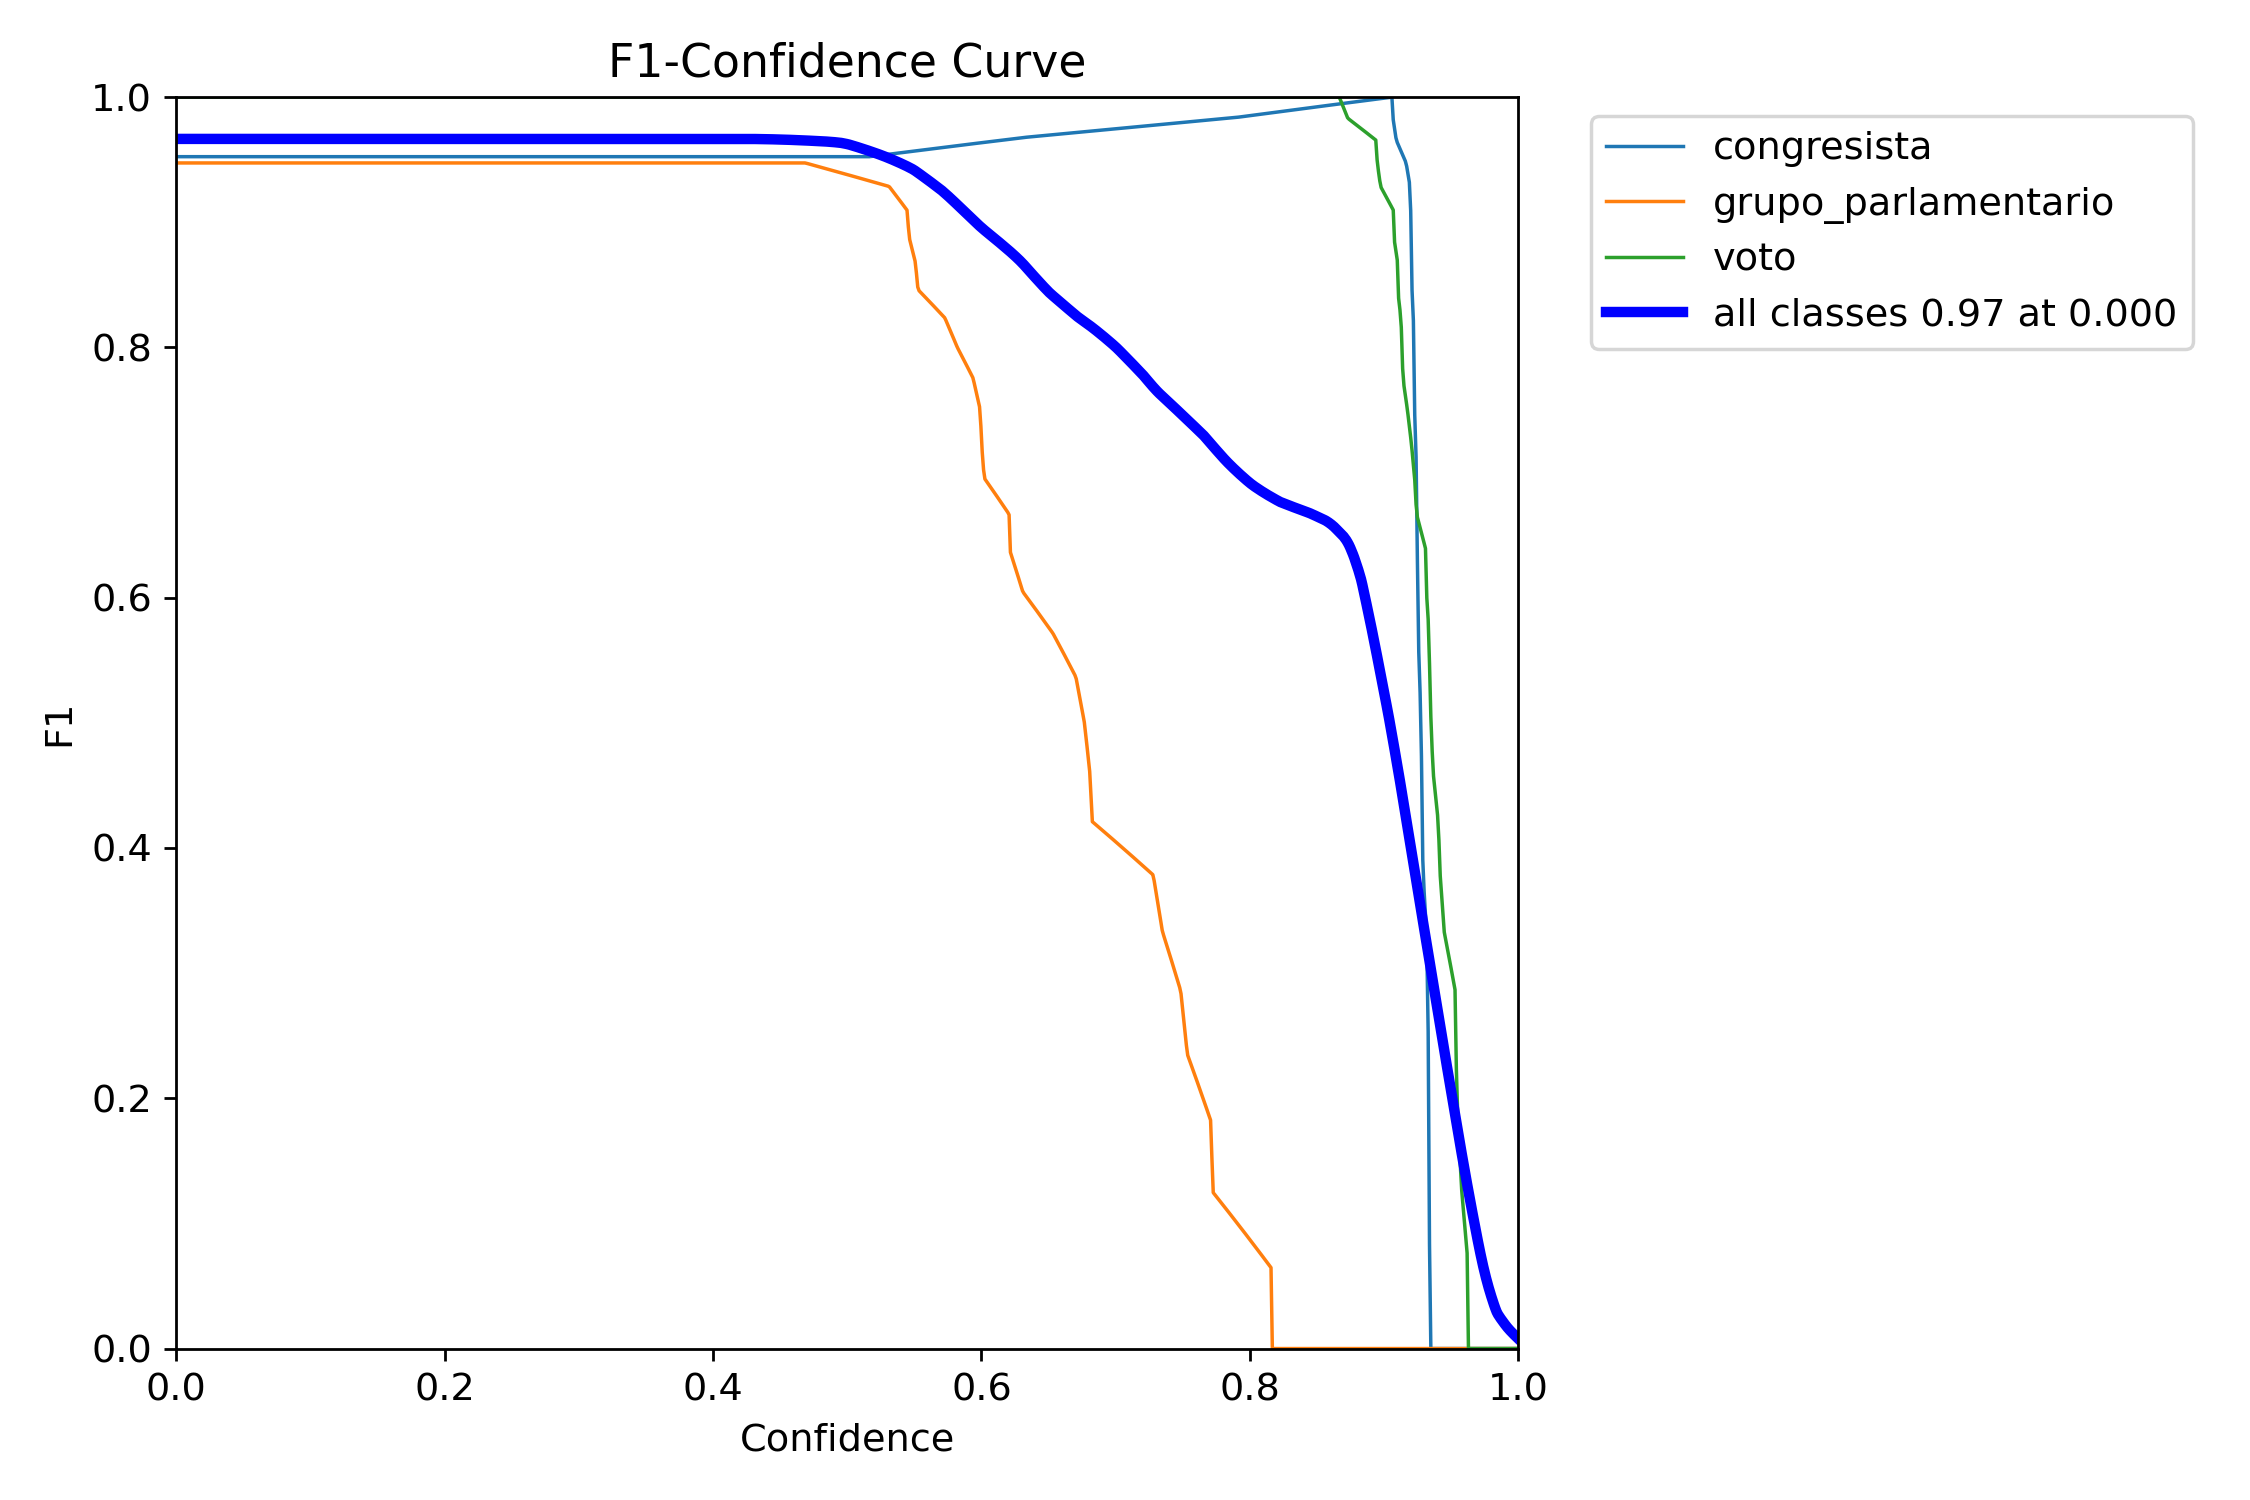 F1-Confidence Curve
1.0
0.8
0.6
0.4
0.2
0.0
F1
0.0 0.2 0.4 0.6 0.8 1.0
Confidence
congresista
grupo_parlamentario
voto
all classes 0.97 at 0.000